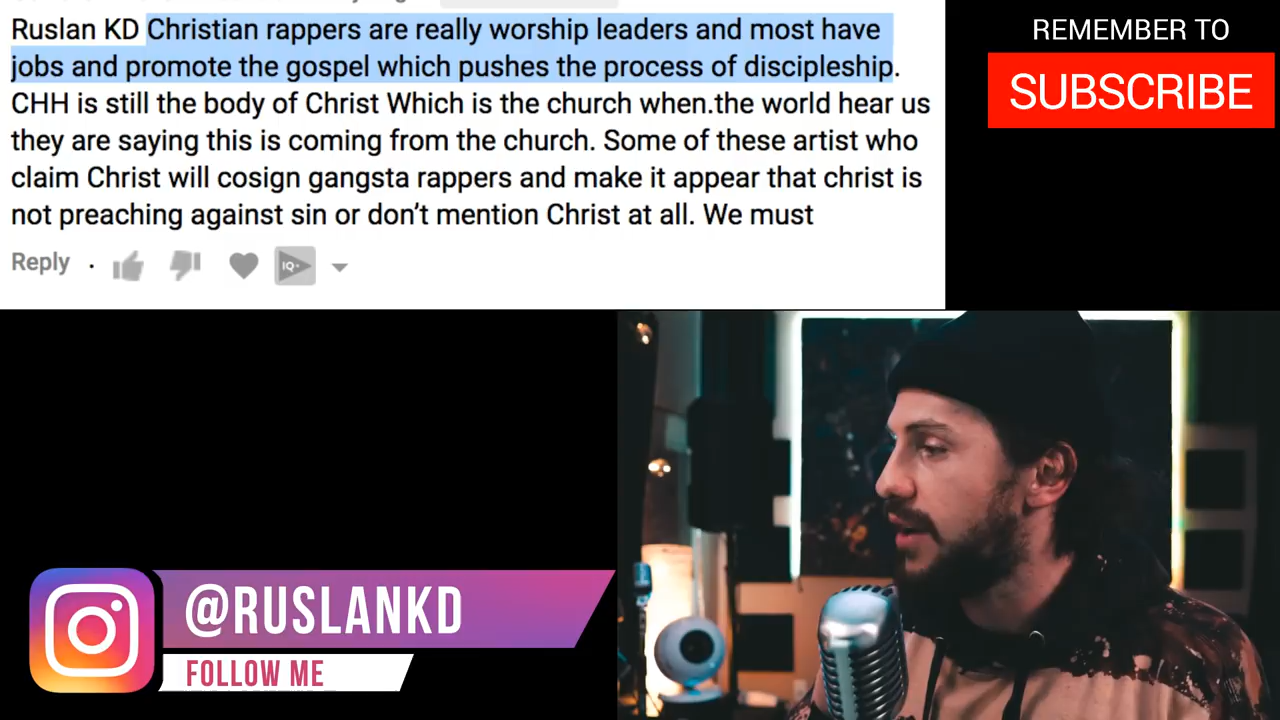 Ruslan KD Christian rappers are really worship leaders and most have
jobs and promote the gospel which pushes the process of discipleship.
CHH is still the body of Christ Which is the church when.the world hear us
they are saying this is coming from the church. Some of these artist who
claim Christ will cosign gangsta rappers and make it appear that christ is
not preaching against sin or don’t mention Christ at all. We must
Reply
IQ+
REMEMBER TO
SUBSCRIBE
@RUSLANKD
FOLLOW ME